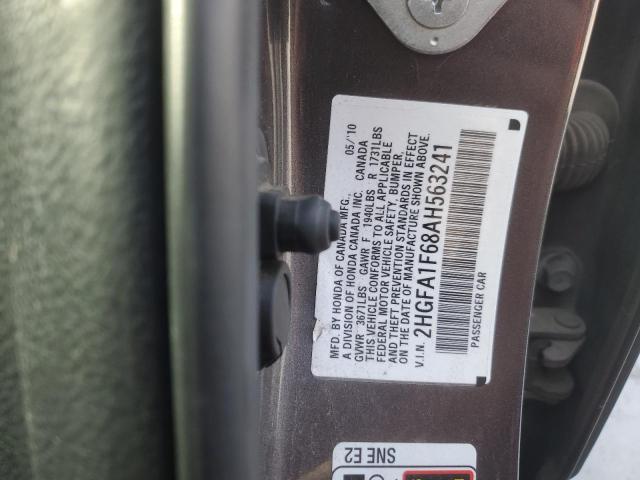 MFD. BY HONDA OF CANADA MFG., 05/'10
A DIVISION OF HONDA CANADA INC. CANADA
GVWR 3671LBS GAWR F 1940LBS R 1731LBS
THIS VEHICLE CONFORMS TO ALL APPLICABLE
FEDERAL MOTOR VEHICLE SAFETY, BUMPER,
AND THEFT PREVENTION STANDARDS IN EFFECT
ON THE DATE OF MANUFACTURE SHOWN ABOVE.
V.I.N. 2HGFA1F68AH563241
PASSENGER CAR
SNE E2